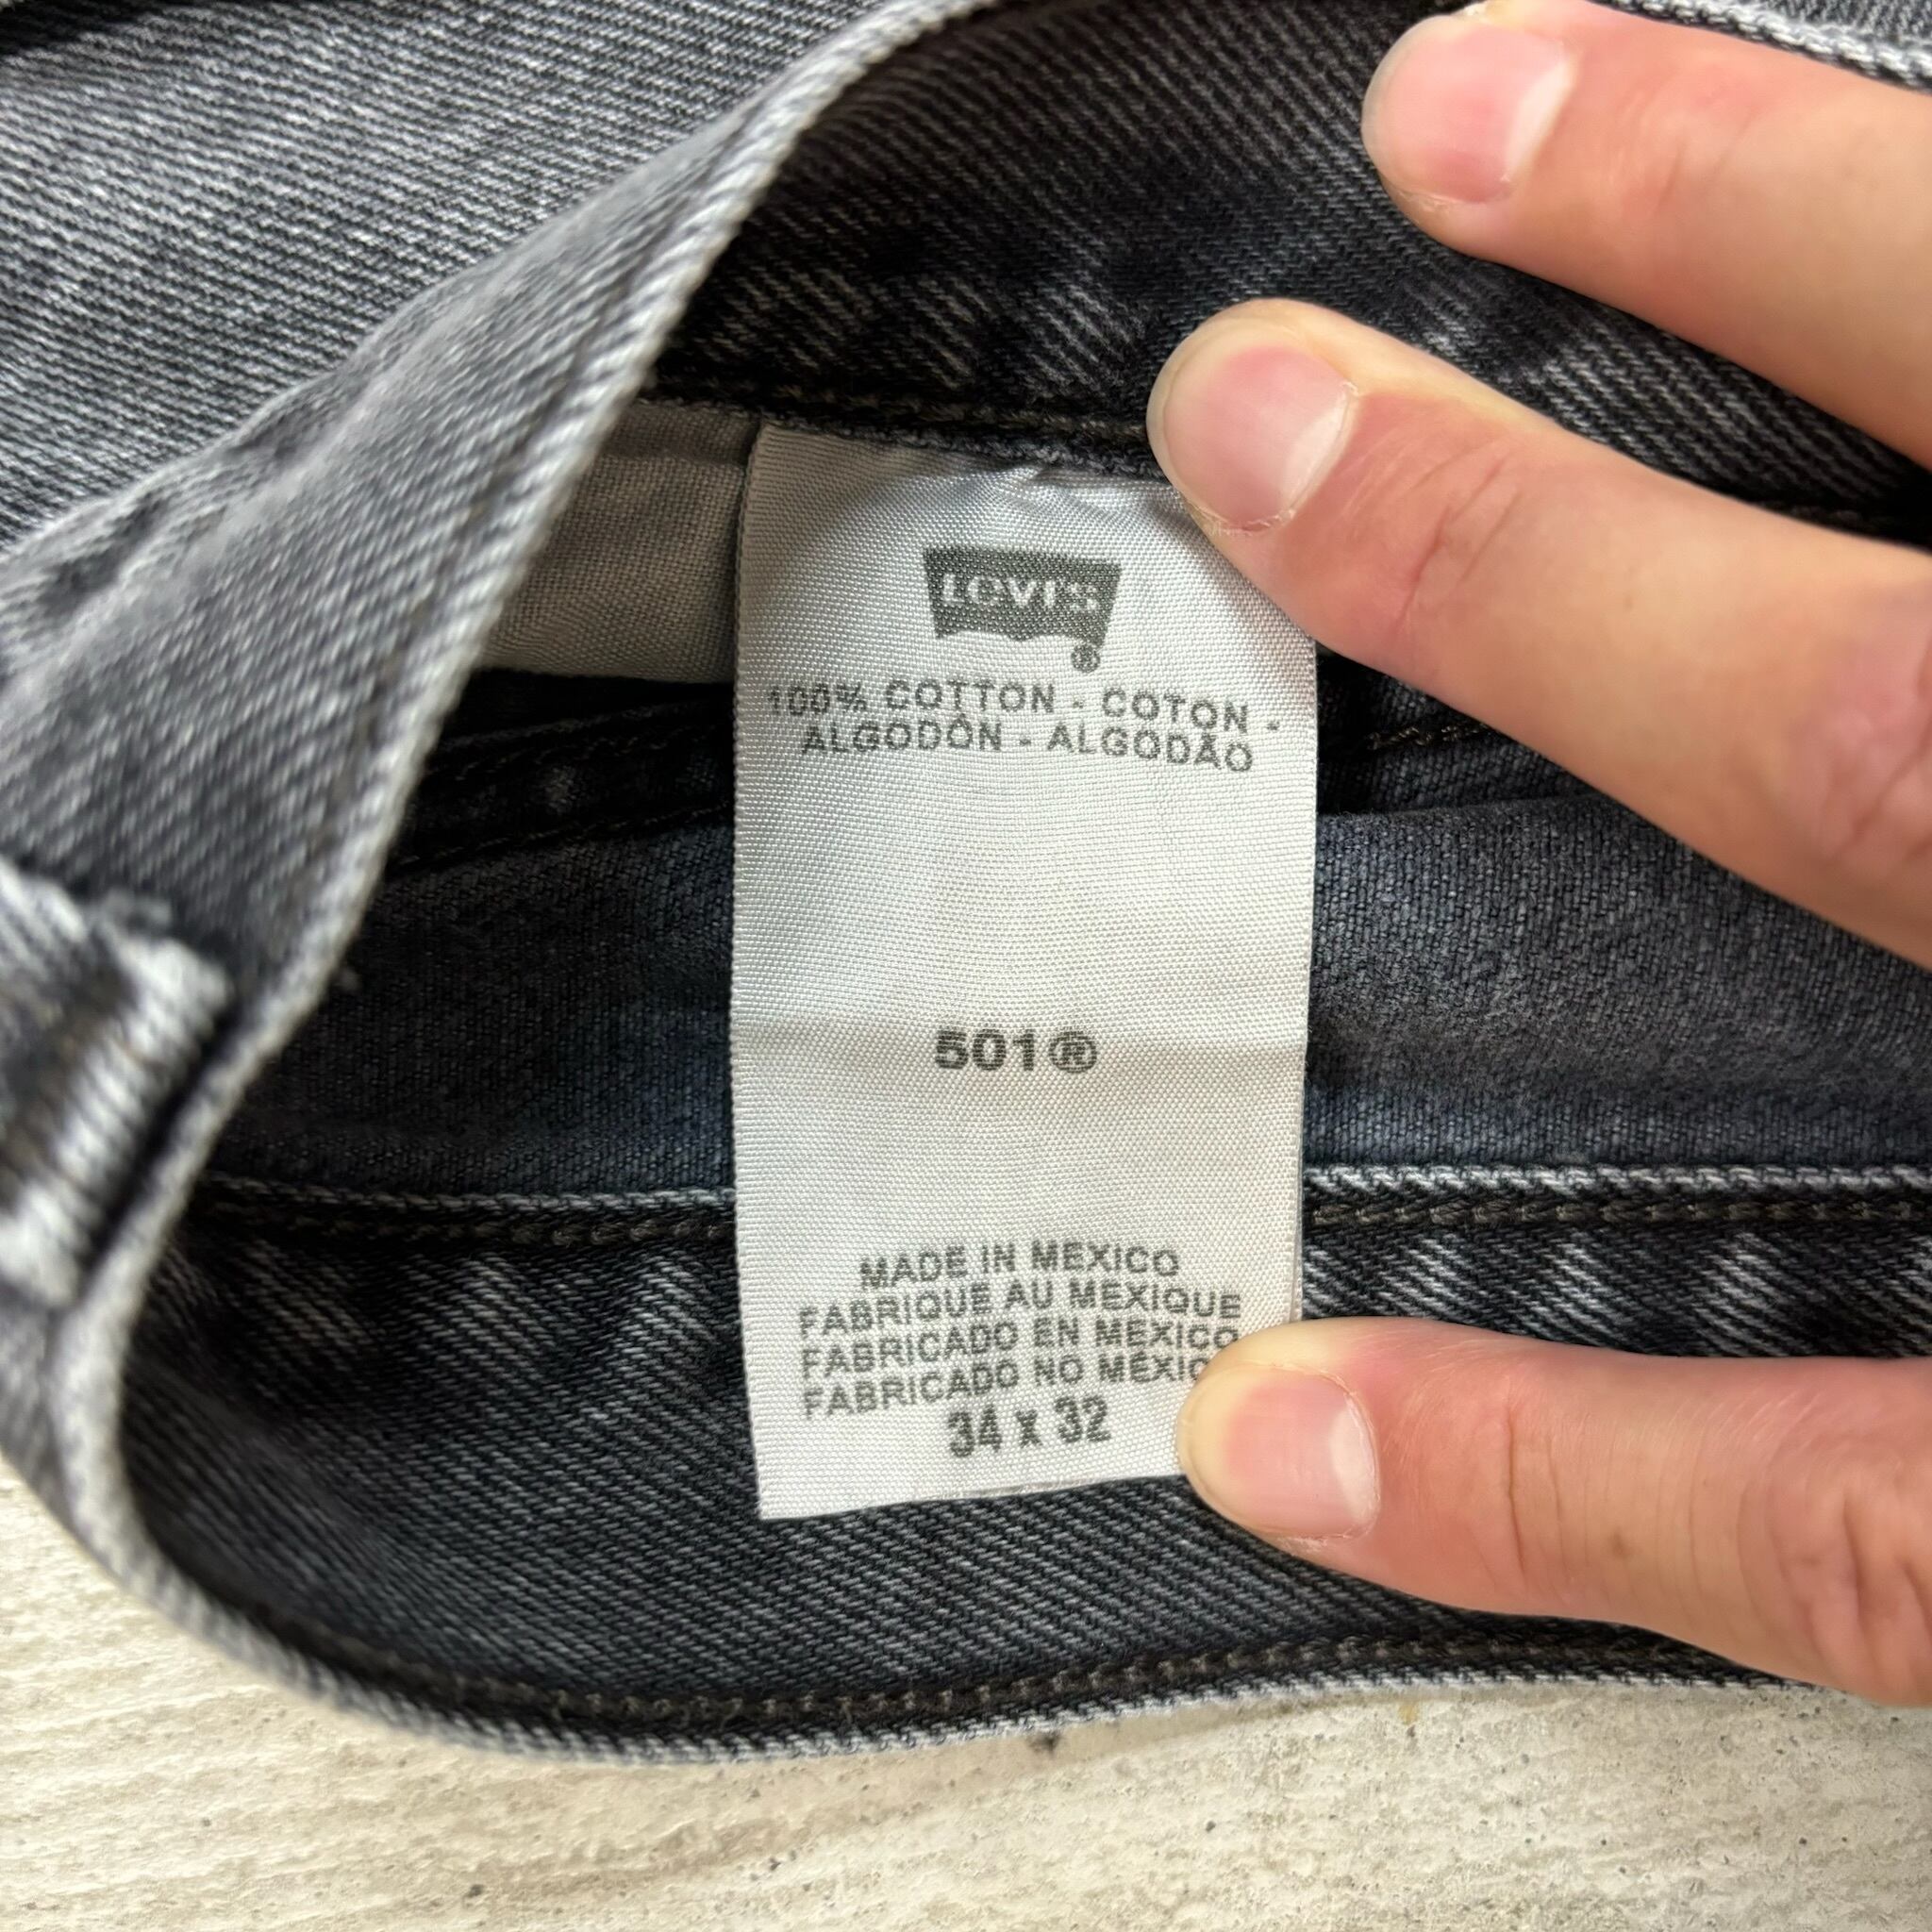 LEVI'S
®
100% COTTON - COTON -
ALGODÓN - ALGODÃO
501®
MADE IN MEXICO
FABRIQUE AU MEXIQUE
FABRICADO EN MEXICO
FABRICADO NO MÉXIC
34 x 32